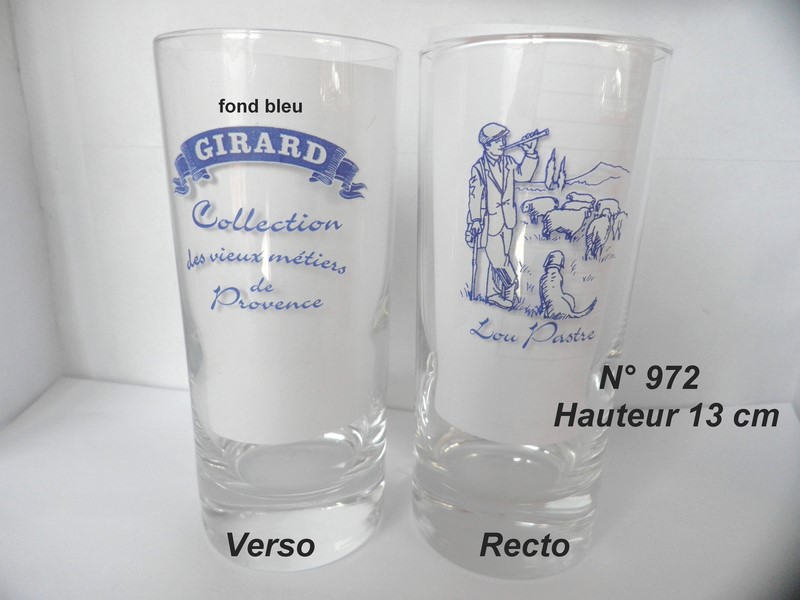 fond bleu
GIRARD
Collection
des vieux métiers
de
Provence
Lou Pastre
N° 972
Hauteur 13 cm
Verso
Recto